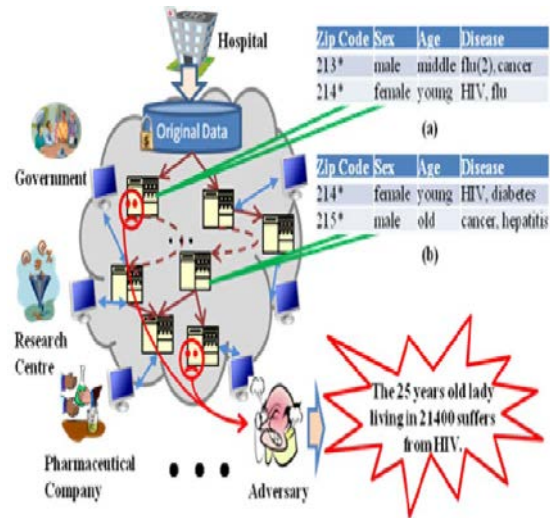 Hospital
Original Data
Government
Research
Centre
Pharmaceutical
Company
Adversary
Zip Code Sex Age Disease
213* male middle flu(2), cancer
214* female young HIV, flu
(a)
Zip Code Sex Age Disease
214* female young HIV, diabetes
215* male old cancer, hepatitis
(b)
The 25 years old lady
living in 21400 suffers
from HIV.